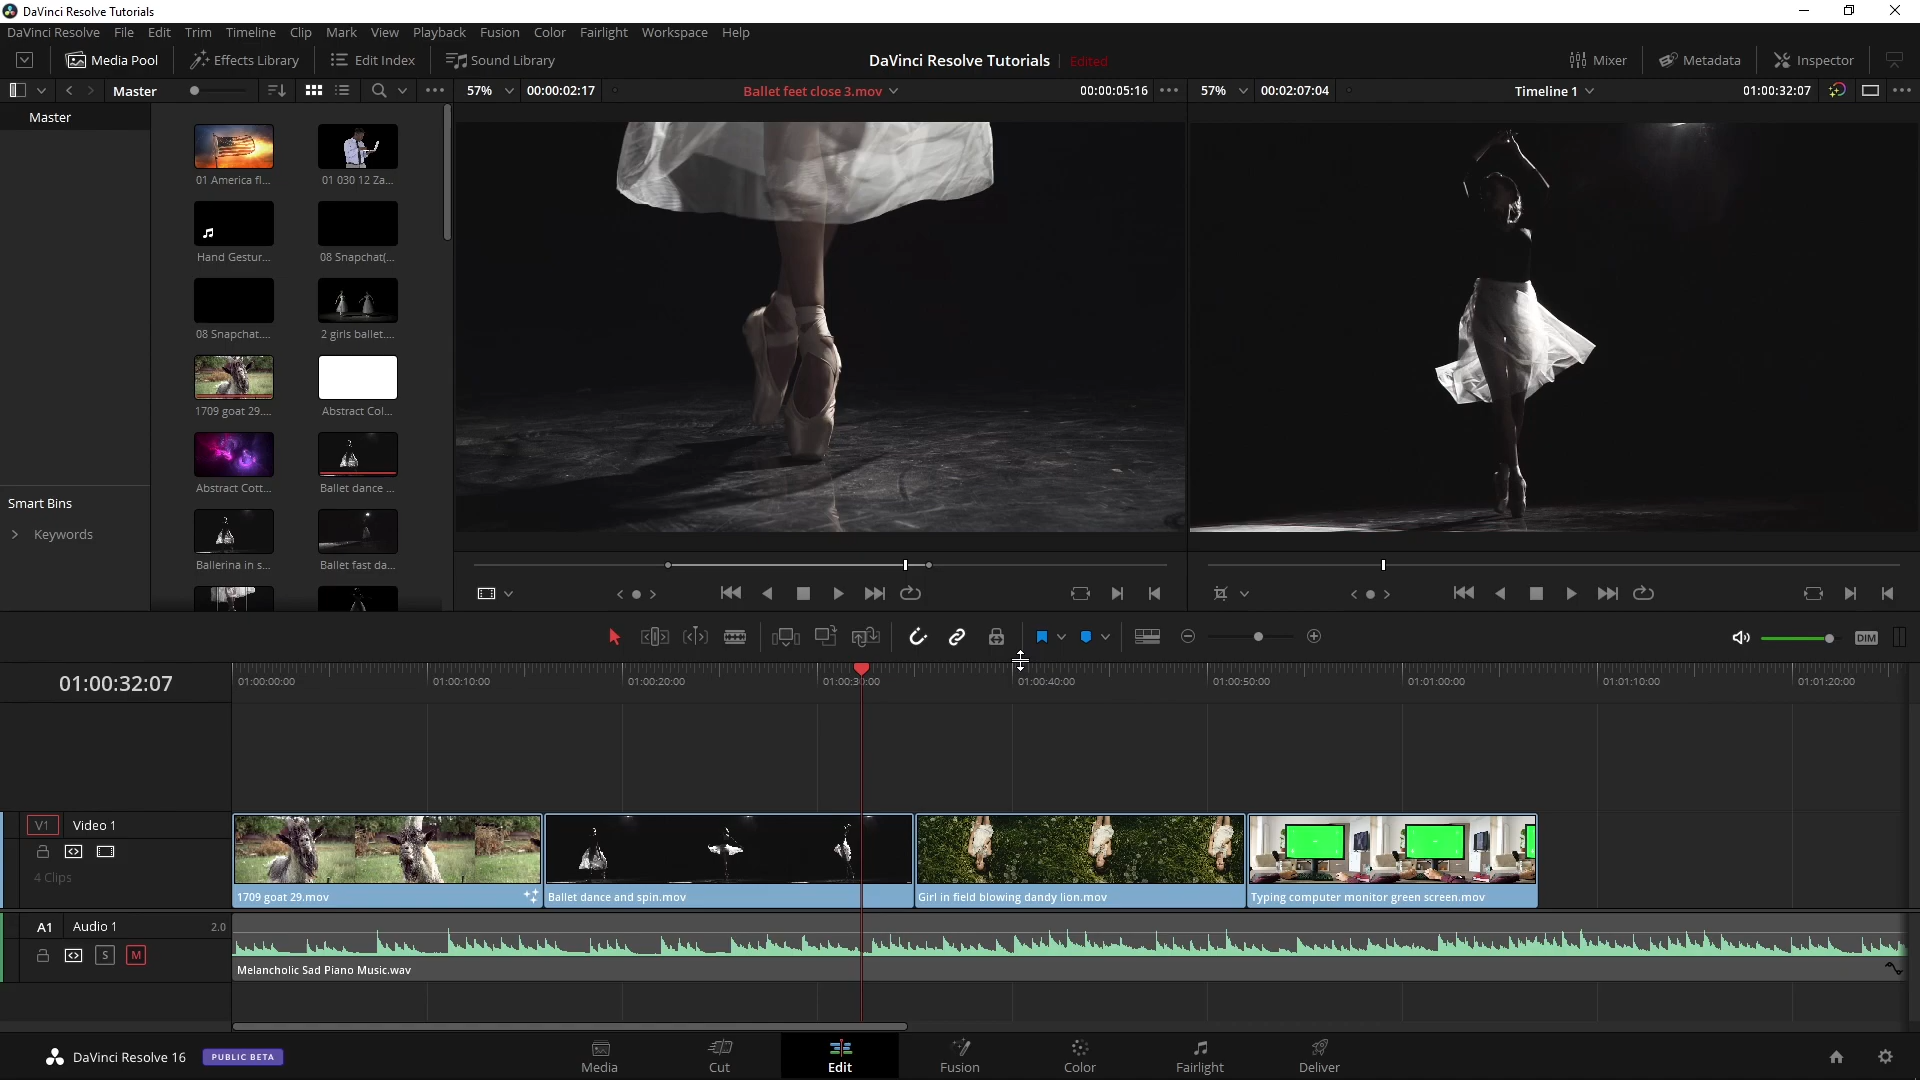 DaVinci Resolve Tutorials
DaVinci Resolve File Edit Trim Timeline Clip Mark View Playback Fusion Color Fairlight Workspace Help
Media Pool Effects Library Edit Index Sound Library DaVinci Resolve Tutorials Edited Mixer Metadata Inspector
Master 57% 00:00:02:17 Ballet feet close 3.mov 00:00:05:16 57% 00:02:07:04 Timeline 1 01:00:32:07
Master
01 America fl... 01 030 12 Za...
Hand Gestur... 08 Snapchat(...
08 Snapchat.... 2 girls ballet....
1709 goat 29.... Abstract Col...
Abstract Cott... Ballet dance ...
Smart Bins
Keywords
Ballerina in s... Ballet fast da...
DIM
01:00:32:07 01:00:00:00 01:00:10:00 01:00:20:00 01:00:30:00 01:00:40:00 01:00:50:00 01:01:00:00 01:01:10:00 01:01:20:00
V1 Video 1
4 Clips
1709 goat 29.mov Ballet dance and spin.mov Girl in field blowing dandy lion.mov Typing computer monitor green screen.mov
A1 Audio 1 2.0
S M
Melancholic Sad Piano Music.wav
DaVinci Resolve 16 PUBLIC BETA
Media Cut Edit Fusion Color Fairlight Deliver